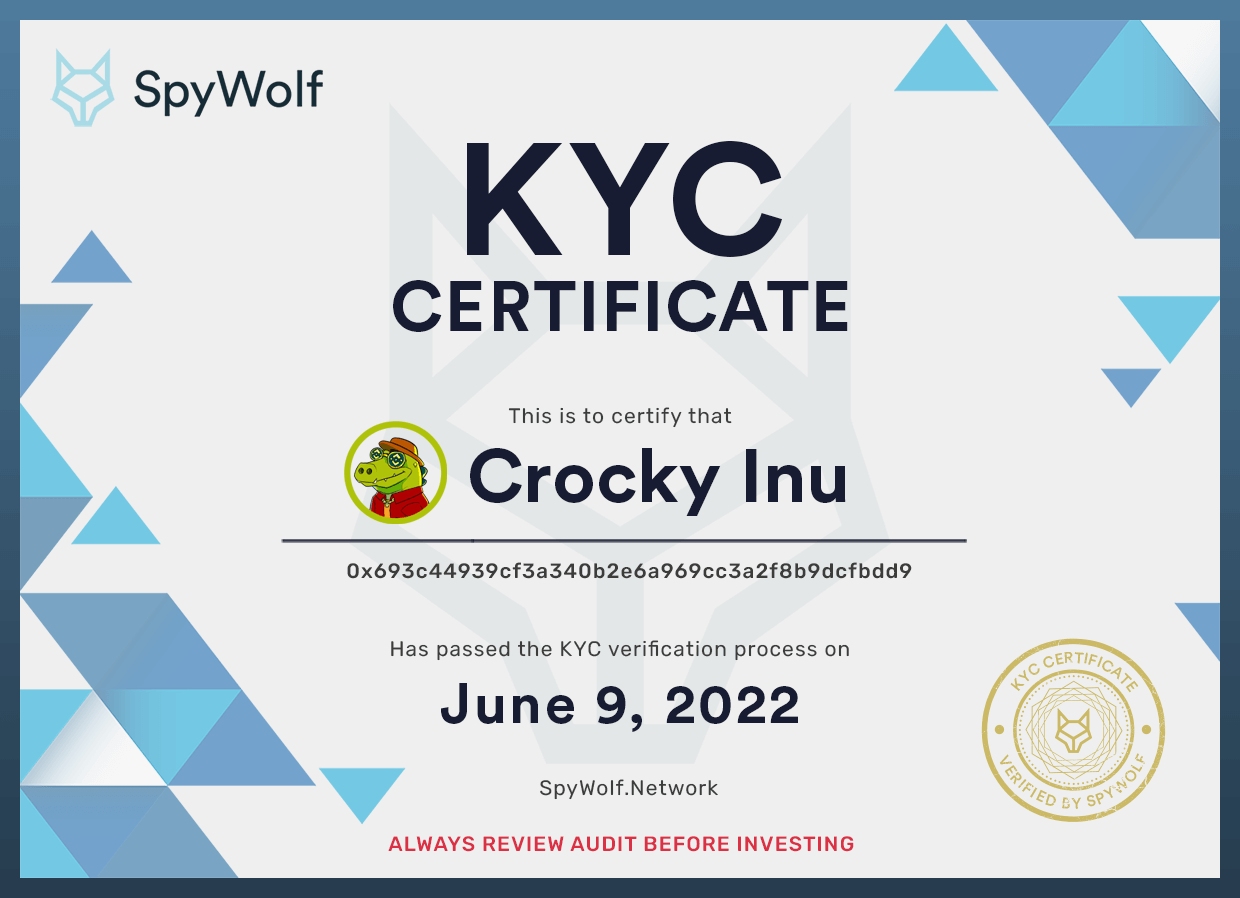 SpyWolf
KYC
CERTIFICATE
This is to certify that
Crocky Inu
0x693c44939cf3a340b2e6a969cc3a2f8b9dcfbdd9
Has passed the KYC verification process on
June 9, 2022
KYC CERTIFICATE
VERIFIED BY SPYWOLF
SpyWolf.Network
ALWAYS REVIEW AUDIT BEFORE INVESTING